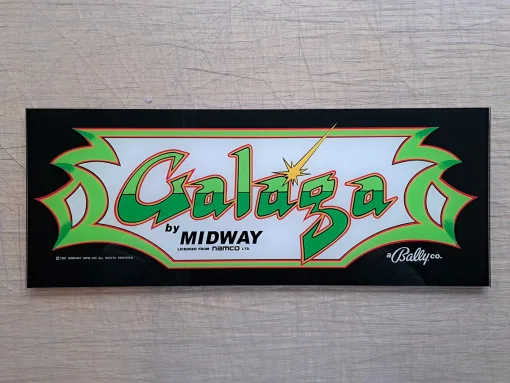 Galaga
by MIDWAY
LICENSED FROM namco LTD.
a Bally co.